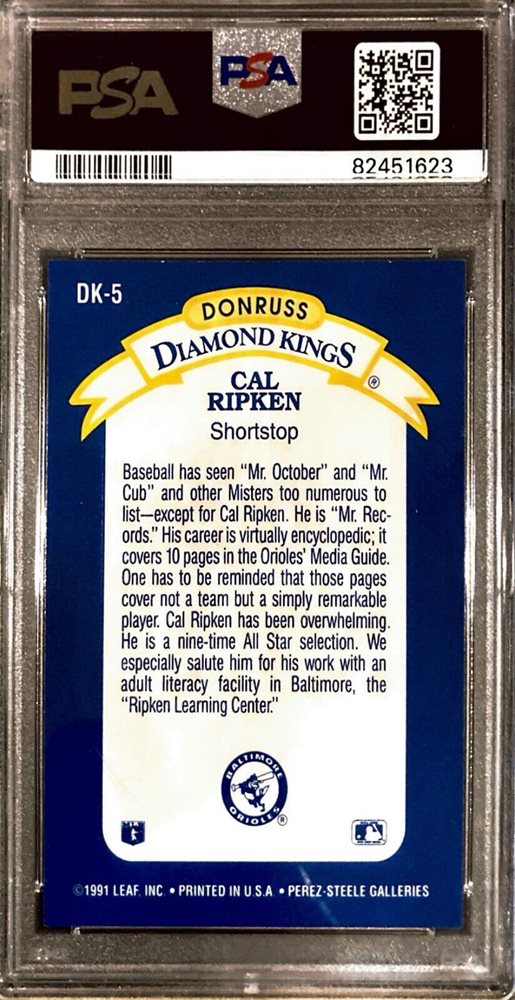 PSA
PSA
82451623
DK-5
DONRUSS
DIAMOND KINGS
®
CAL
RIPKEN
Shortstop
Baseball has seen "Mr. October" and "Mr.
Cub" and other Misters too numerous to
list—except for Cal Ripken. He is "Mr. Rec-
ords." His career is virtually encyclopedic; it
covers 10 pages in the Orioles' Media Guide.
One has to be reminded that those pages
cover not a team but a simply remarkable
player. Cal Ripken has been overwhelming.
He is a nine-time All Star selection. We
especially salute him for his work with an
adult literacy facility in Baltimore, the
"Ripken Learning Center."
BALTIMORE
ORIOLES
®
©1991 LEAF, INC. • PRINTED IN U.S.A. • PEREZ-STEELE GALLERIES